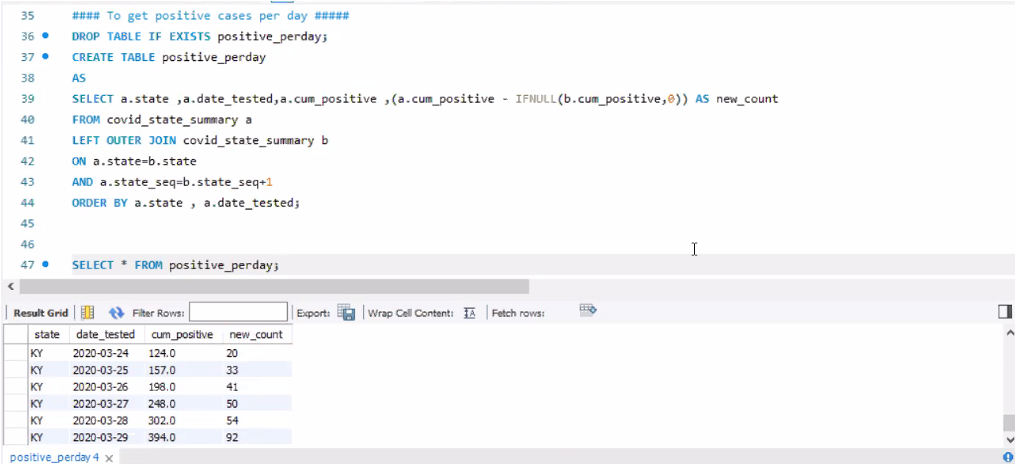 35 #### To get positive cases per day #####
36 DROP TABLE IF EXISTS positive_perday;
37 CREATE TABLE positive_perday
38 AS
39 SELECT a.state ,a.date_tested,a.cum_positive ,(a.cum_positive - IFNULL(b.cum_positive,0)) AS new_count
40 FROM covid_state_summary a
41 LEFT OUTER JOIN covid_state_summary b
42 ON a.state=b.state
43 AND a.state_seq=b.state_seq+1
44 ORDER BY a.state , a.date_tested;
45
46
47 SELECT * FROM positive_perday;
Result Grid Filter Rows: Export: Wrap Cell Content: Fetch rows:
state date_tested cum_positive new_count
KY 2020-03-24 124.0 20
KY 2020-03-25 157.0 33
KY 2020-03-26 198.0 41
KY 2020-03-27 248.0 50
KY 2020-03-28 302.0 54
KY 2020-03-29 394.0 92
positive_perday 4